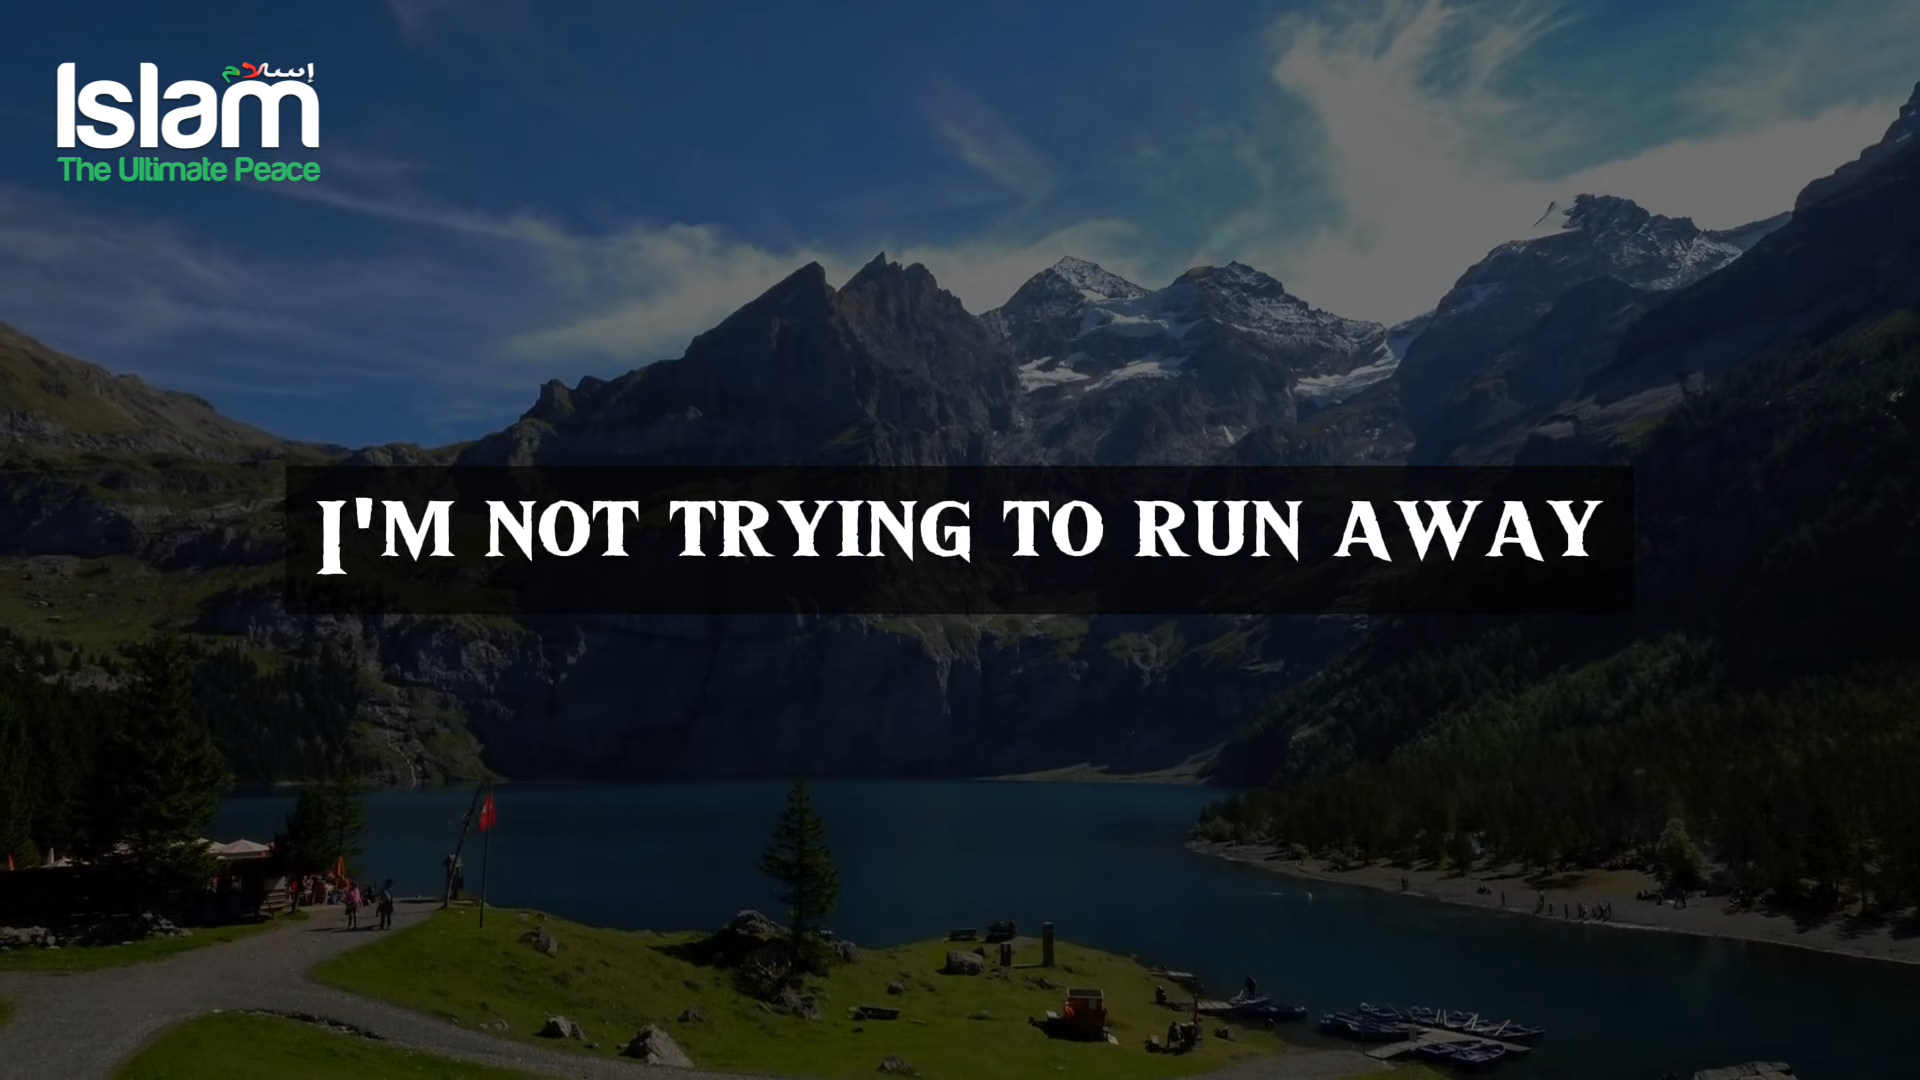 إسلام
Islam
The Ultimate Peace
I'm not trying to run away